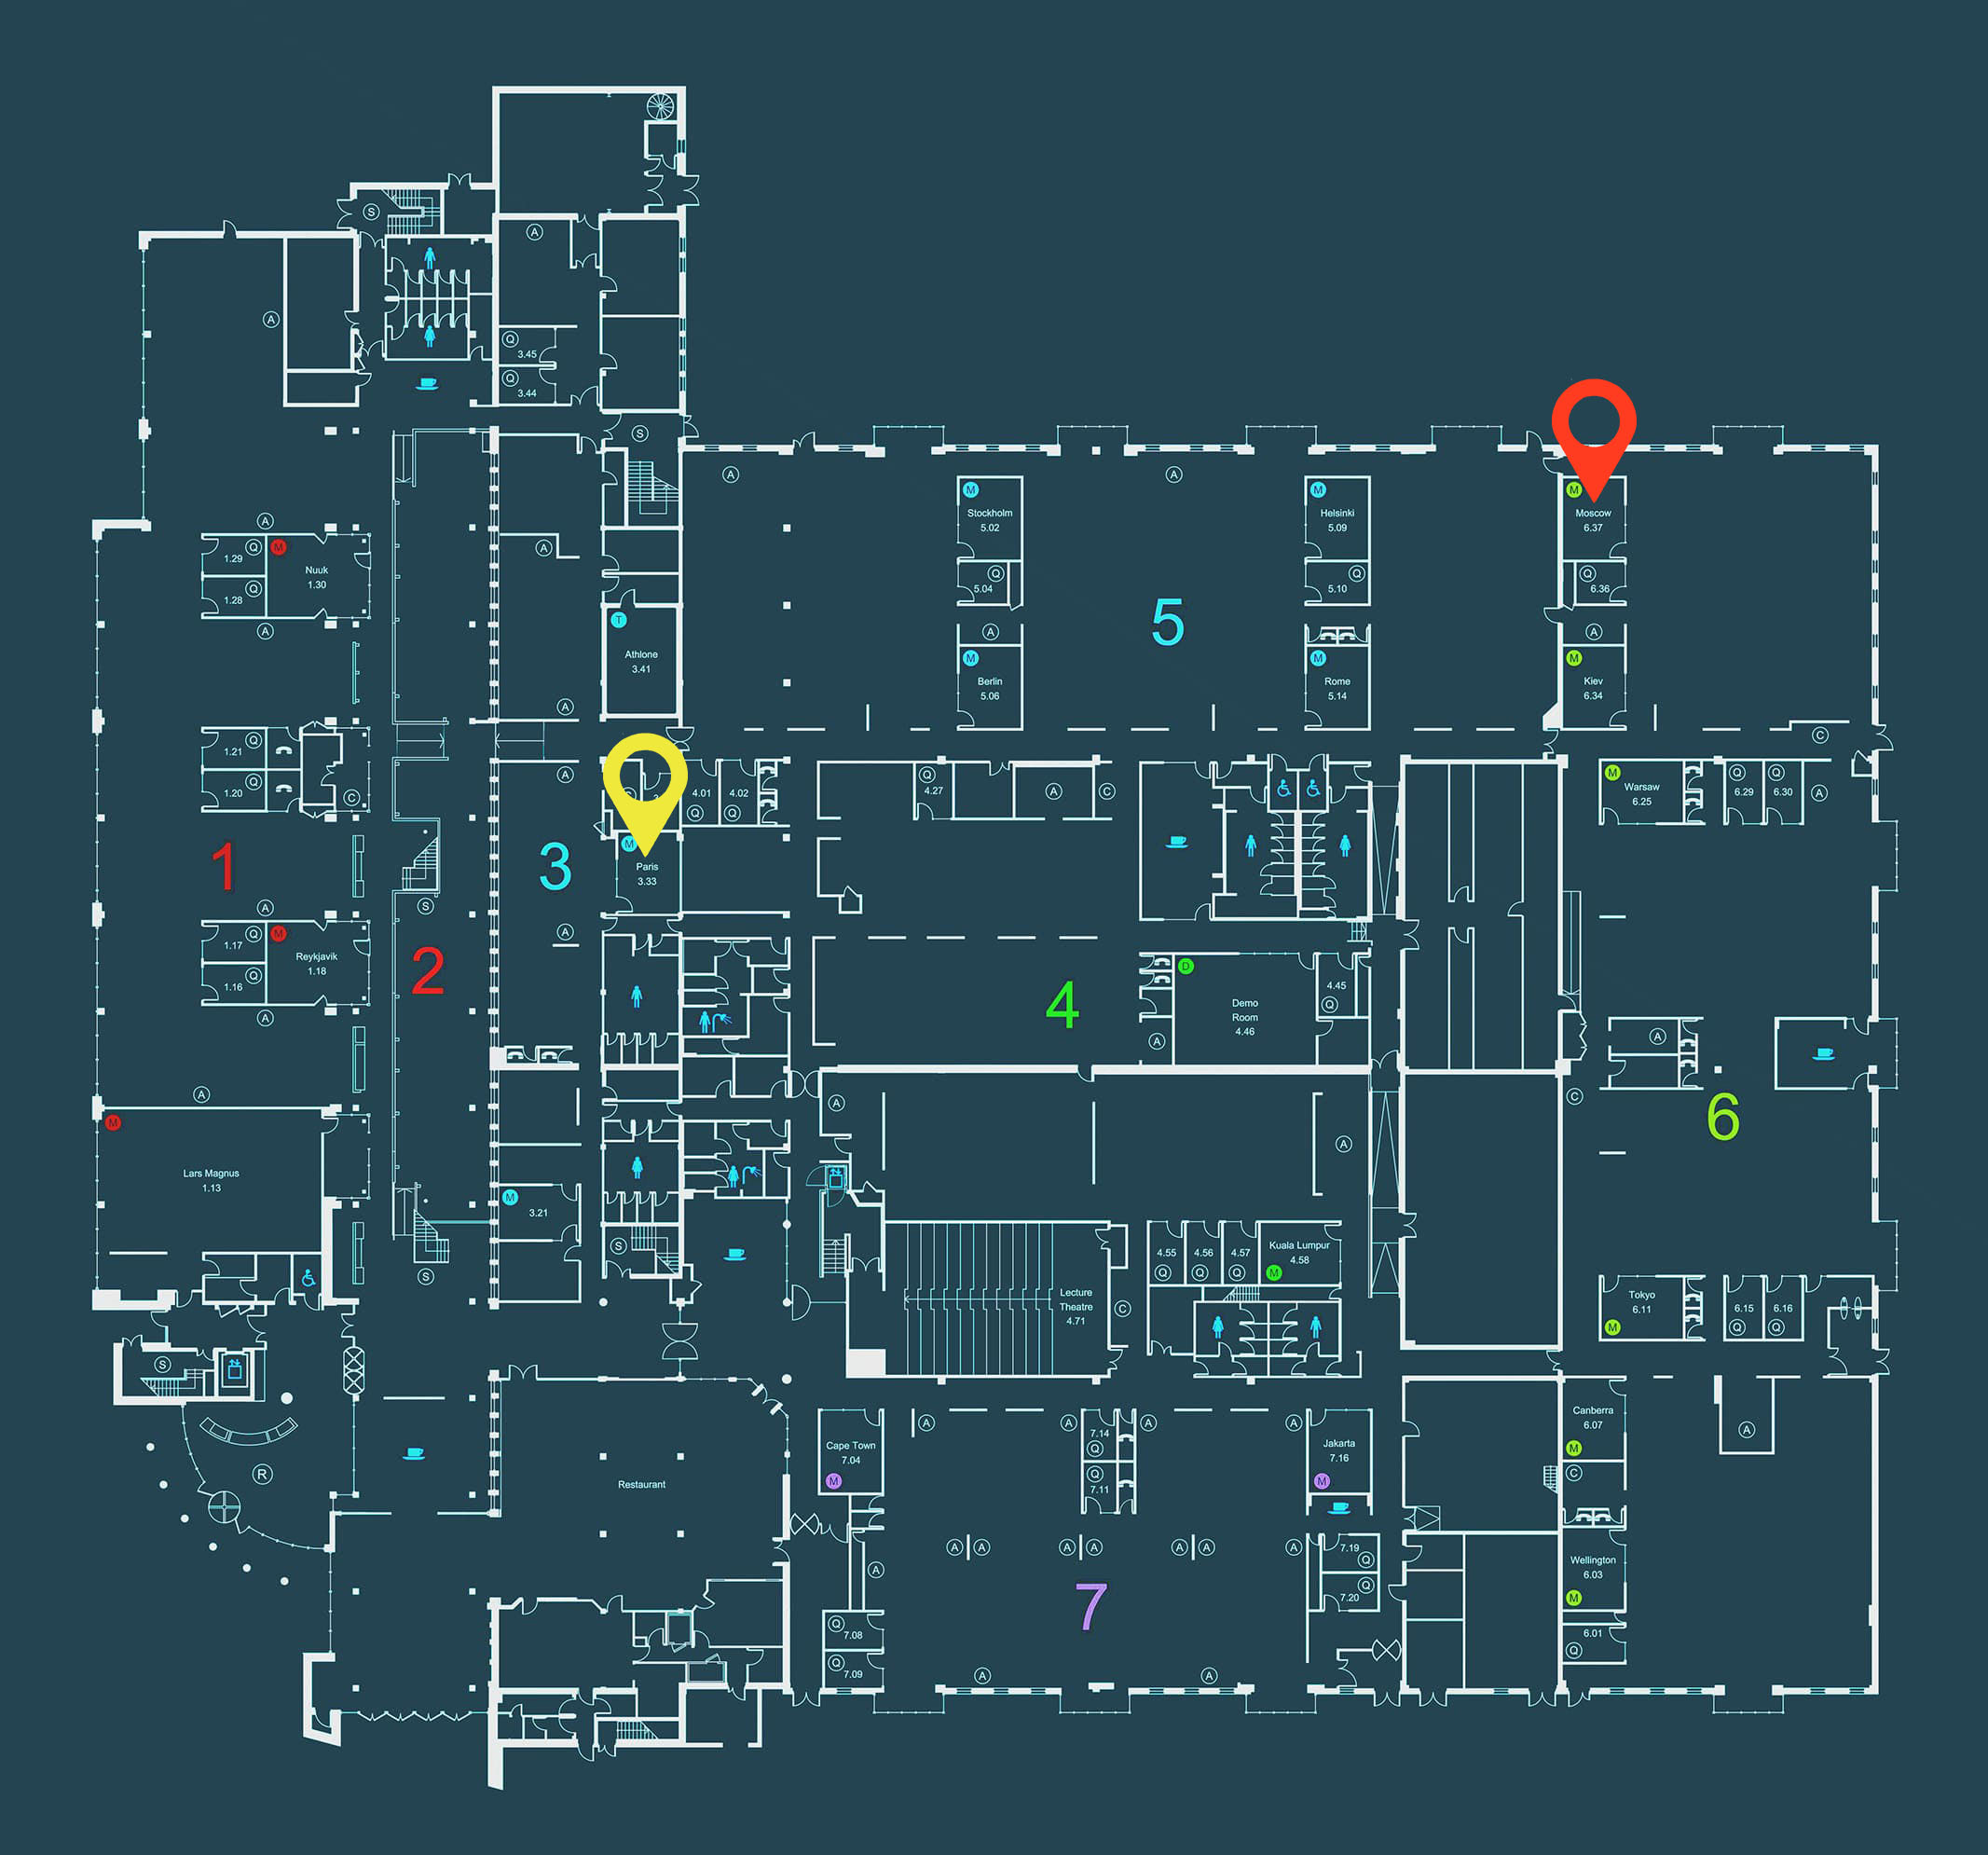 S
A
A
Q
3.45
Q
3.44
S
A
A
M
Stockholm
5.02
M
Helsinki
5.09
M
Moscow
6.37
A
1.29
Q
M
Nuuk
1.30
1.28
Q
A
A
Q
5.04
Q
5.10
Q
6.36
T
Athlone
3.41
5
A
A
M
Berlin
5.06
M
Rome
5.14
M
Kiev
6.34
A
C
1.21
Q
1.20
Q
C
A
4.01
Q
4.02
Q
Q
4.27
A
C
M
Warsaw
6.25
Q
6.29
Q
6.30
A
1
3
M
Paris
3.33
A
S
A
1.17
Q
M
Reykjavik
1.18
1.16
Q
A
2
D
Demo
Room
4.46
4.45
Q
4
A
A
A
C
6
A
A
M
Lars Magnus
1.13
M
3.21
A
S
S
4.55
Q
4.56
Q
4.57
Q
Kuala Lumpur
4.58
M
Lecture
Theatre
4.71
C
Tokyo
6.11
M
6.15
Q
6.16
Q
S
R
Restaurant
Cape Town
7.04
M
A
A
7.14
Q
Q
7.11
A
A
Jakarta
7.16
M
Canberra
6.07
M
C
A
A
A
A
A
A
A
A
A
7.19
Q
Q
7.20
Wellington
6.03
M
6.01
Q
7
Q
7.08
Q
7.09
A
A